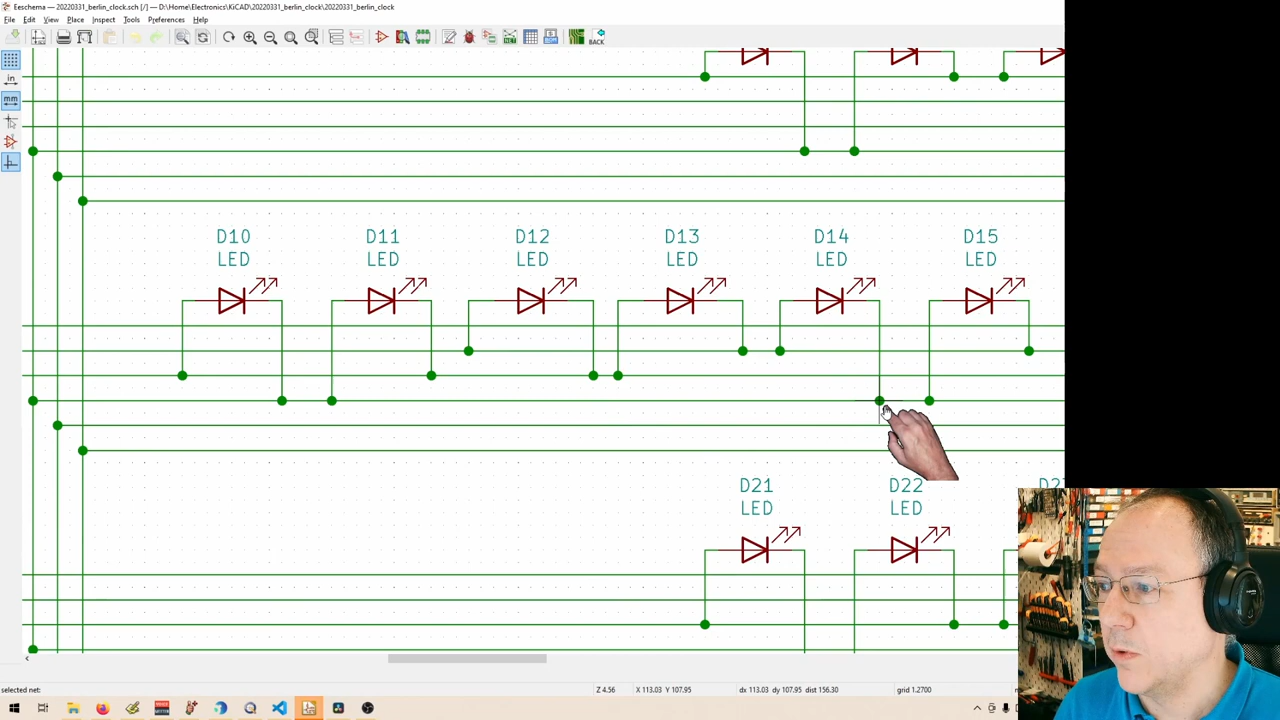 Eeschema — 20220331_berlin_clock.sch [/] — D:\Home\Electronics\KiCAD\20220331_berlin_clock\20220331_berlin_clock
File Edit View Place Inspect Tools Preferences Help
BACK
in
mm
D10 D11 D12 D13 D14 D15
LED LED LED LED LED LED
D21 D22
LED LED
selected net: Z 4.56 X 113.03 Y 107.95 dx 113.03 dy 107.95 dist 156.30 grid 1.2700